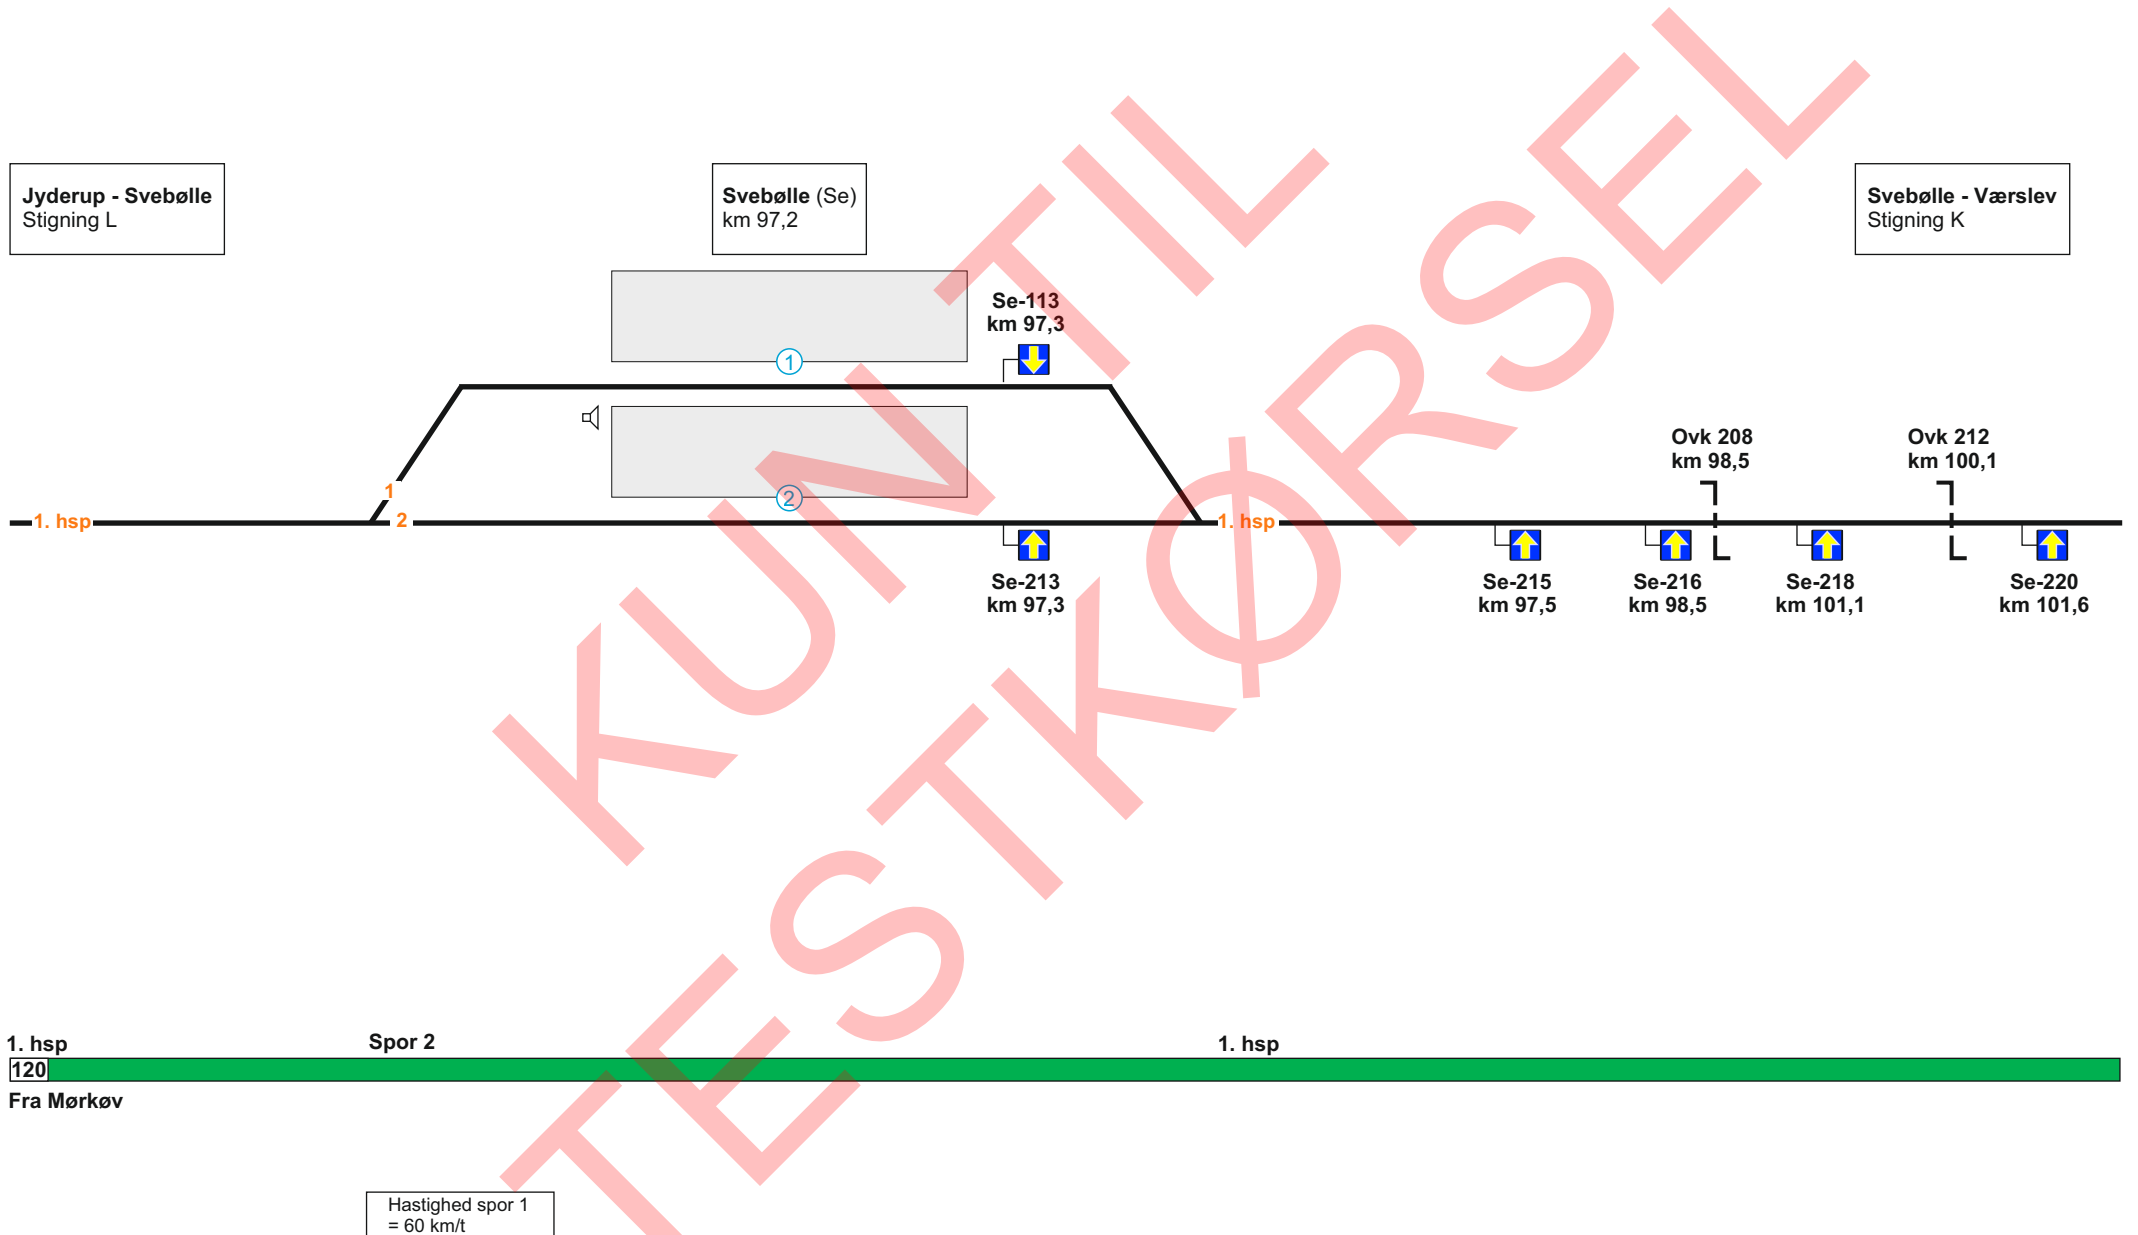 Jyderup - Svebølle
Stigning L
Svebølle (Se)
km 97,2
Svebølle - Værslev
Stigning K
Se-113
km 97,3
1
Ovk 208
km 98,5
Ovk 212
km 100,1
1
2
1. hsp
2
1. hsp
Se-213
km 97,3
Se-215
km 97,5
Se-216
km 98,5
Se-218
km 101,1
Se-220
km 101,6
KUN TIL
TESTKØRSEL
1. hsp
Spor 2
1. hsp
120
Fra Mørkøv
Hastighed spor 1
= 60 km/t